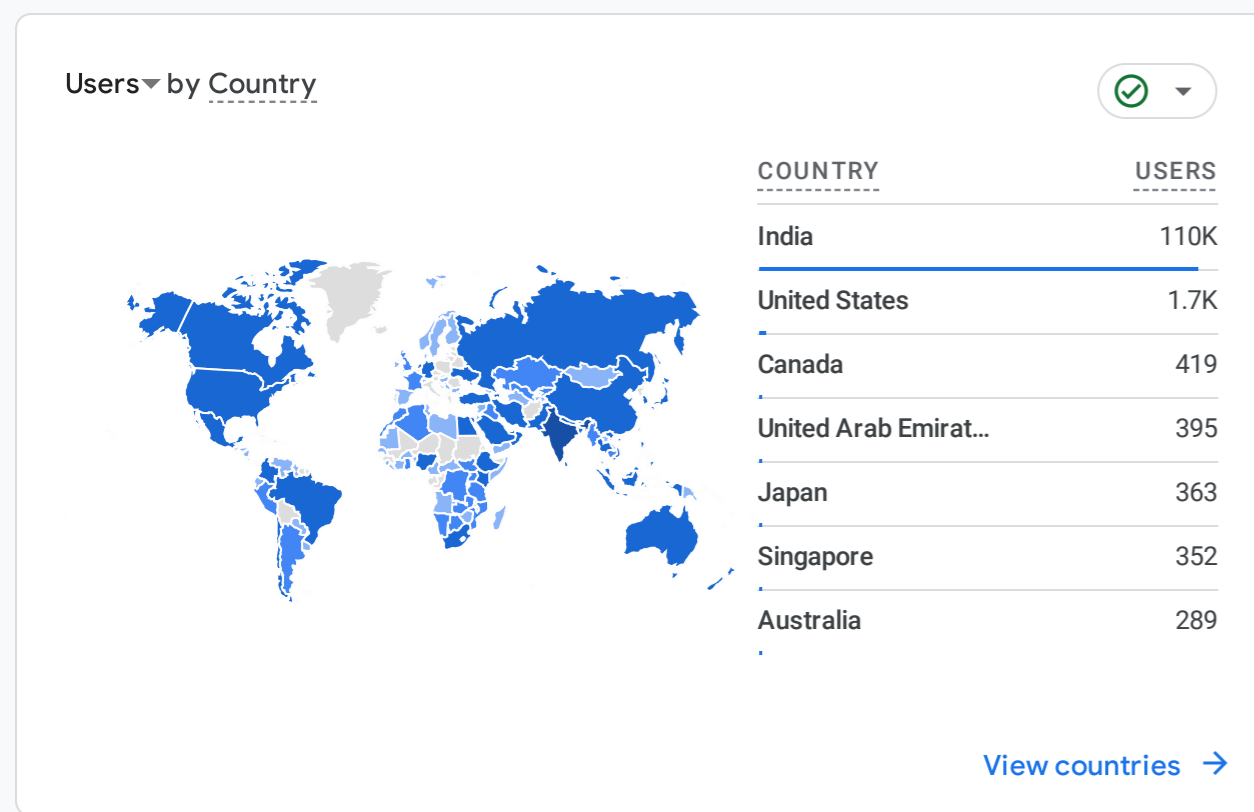 Users by Country
COUNTRY USERS
India 110K
United States 1.7K
Canada 419
United Arab Emirat... 395
Japan 363
Singapore 352
Australia 289
View countries